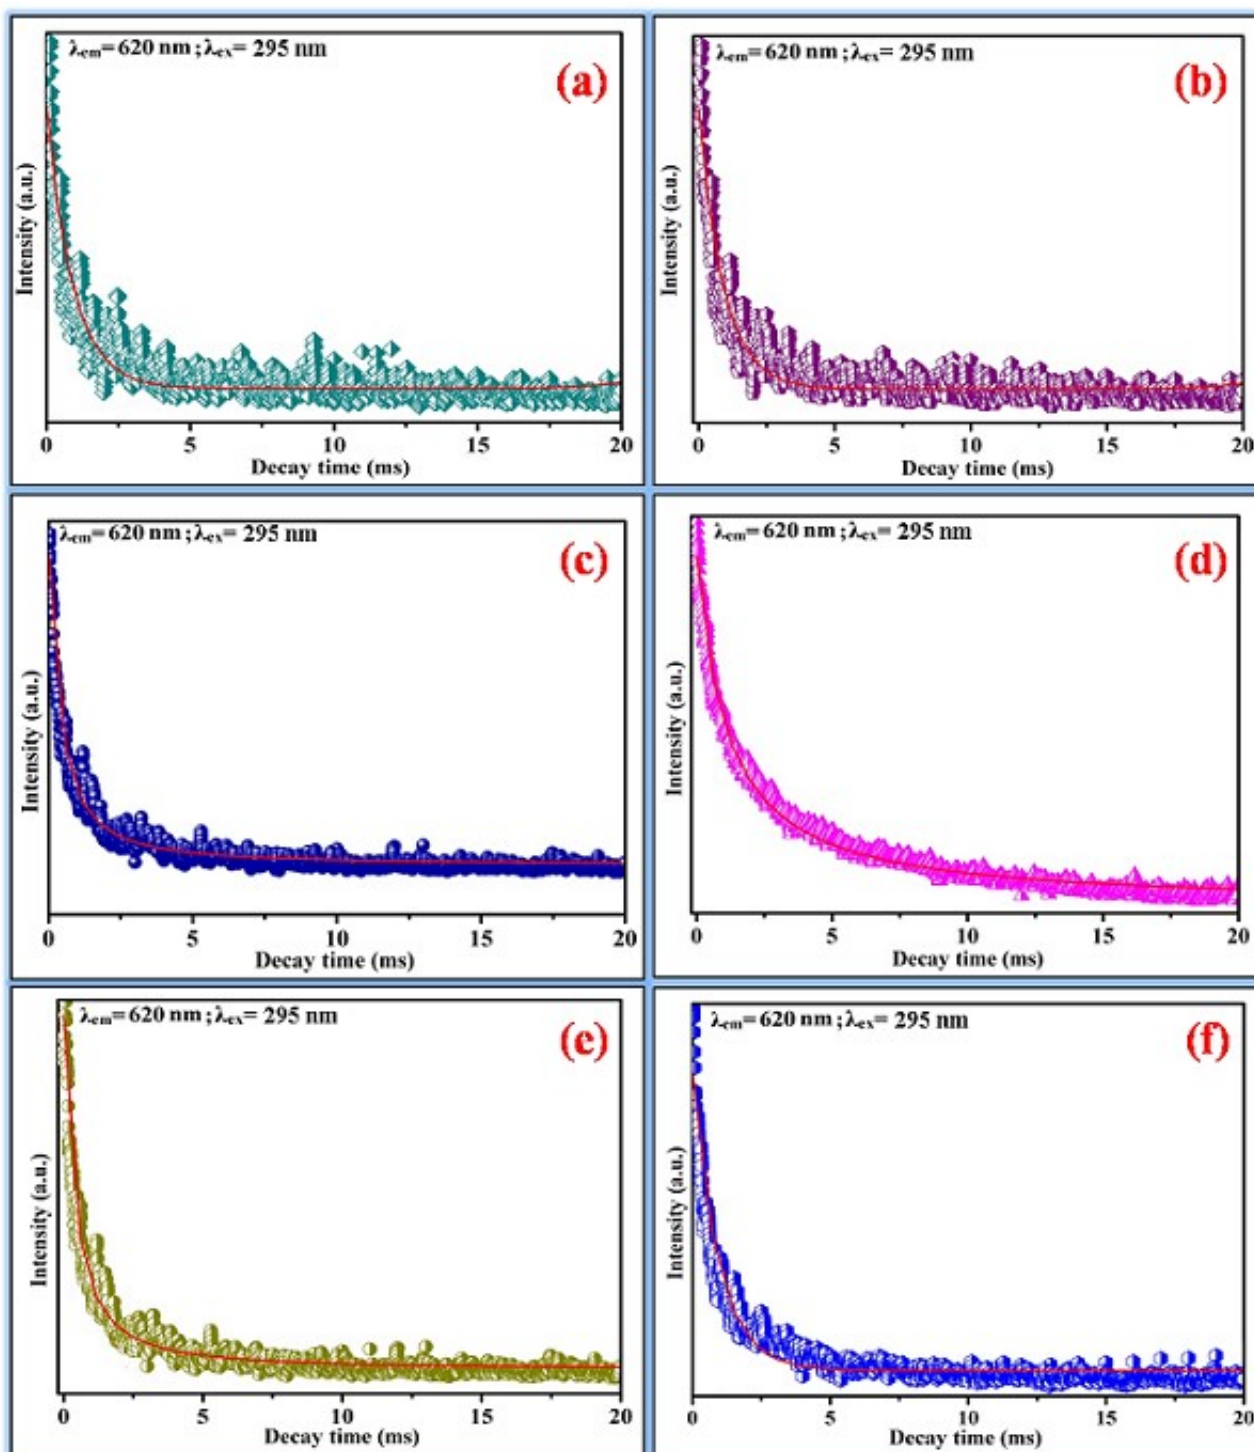 λem= 620 nm ; λex= 295 nm
(a)
Intensity (a.u.)
0 5 10 15 20
Decay time (ms)
λem= 620 nm ; λex= 295 nm
(b)
Intensity (a.u.)
0 5 10 15 20
Decay time (ms)
λem= 620 nm ; λex= 295 nm
(c)
Intensity (a.u.)
0 5 10 15 20
Decay time (ms)
λem= 620 nm ; λex= 295 nm
(d)
Intensity (a.u.)
0 5 10 15 20
Decay time (ms)
λem= 620 nm ; λex= 295 nm
(e)
Intensity (a.u.)
0 5 10 15 20
Decay time (ms)
λem= 620 nm ; λex= 295 nm
(f)
Intensity (a.u.)
0 5 10 15 20
Decay time (ms)